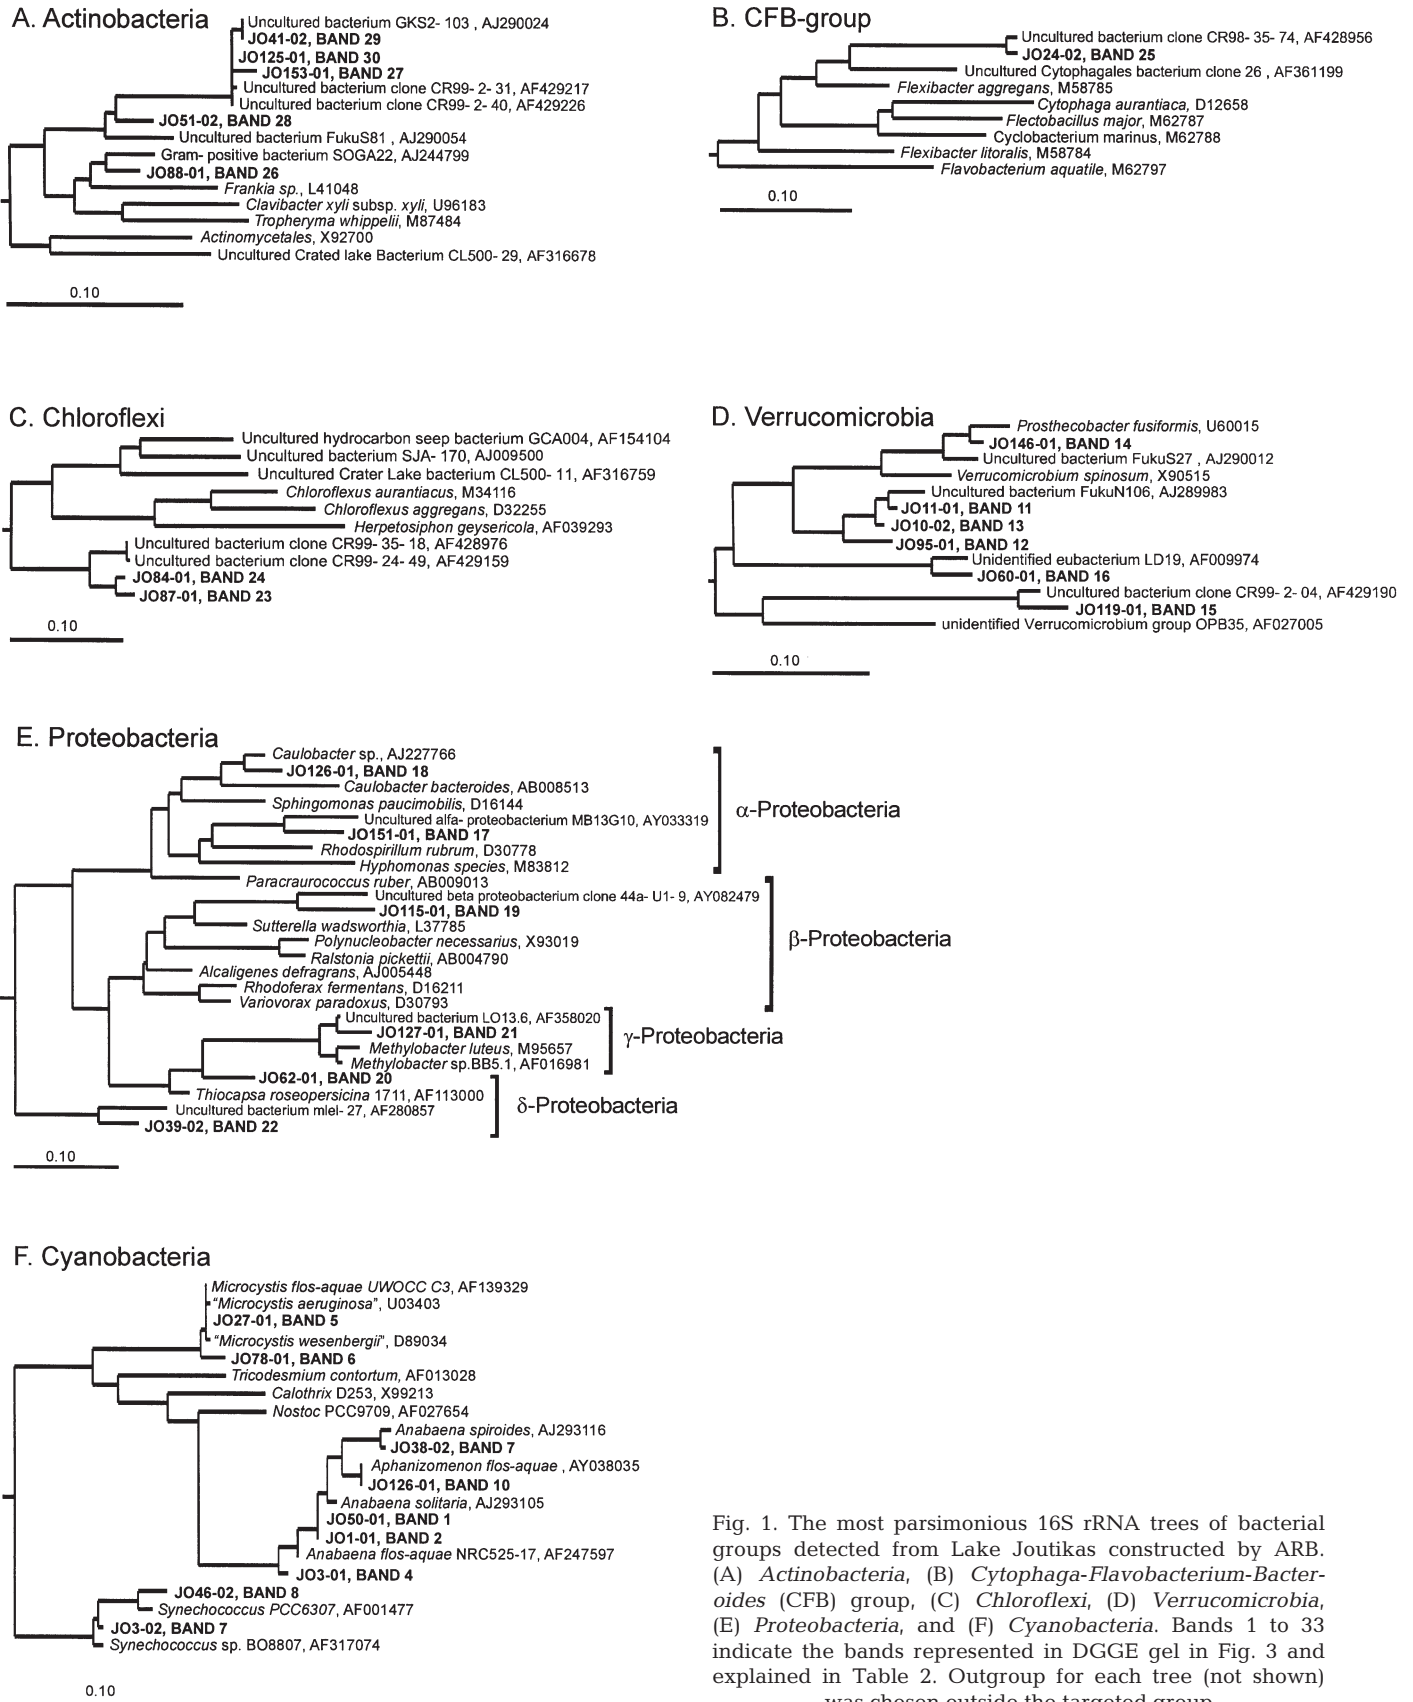 A. Actinobacteria
Uncultured bacterium GKS2- 103 , AJ290024
JO41-02, BAND 29
JO125-01, BAND 30
JO153-01, BAND 27
Uncultured bacterium clone CR99- 2- 31, AF429217
Uncultured bacterium clone CR99- 2- 40, AF429226
JO51-02, BAND 28
Uncultured bacterium FukuS81 , AJ290054
Gram- positive bacterium SOGA22, AJ244799
JO88-01, BAND 26
Frankia sp., L41048
Clavibacter xyli subsp. xyli, U96183
Tropheryma whippelii, M87484
Actinomycetales, X92700
Uncultured Crated lake Bacterium CL500- 29, AF316678
0.10
B. CFB-group
Uncultured bacterium clone CR98- 35- 74, AF428956
JO24-02, BAND 25
Uncultured Cytophagales bacterium clone 26 , AF361199
Flexibacter aggregans, M58785
Cytophaga aurantiaca, D12658
Flectobacillus major, M62787
Cyclobacterium marinus, M62788
Flexibacter litoralis, M58784
Flavobacterium aquatile, M62797
0.10
C. Chloroflexi
Uncultured hydrocarbon seep bacterium GCA004, AF154104
Uncultured bacterium SJA- 170, AJ009500
Uncultured Crater Lake bacterium CL500- 11, AF316759
Chloroflexus aurantiacus, M34116
Chloroflexus aggregans, D32255
Herpetosiphon geysericola, AF039293
Uncultured bacterium clone CR99- 35- 18, AF428976
Uncultured bacterium clone CR99- 24- 49, AF429159
JO84-01, BAND 24
JO87-01, BAND 23
0.10
D. Verrucomicrobia
Prosthecobacter fusiformis, U60015
JO146-01, BAND 14
Uncultured bacterium FukuS27 , AJ290012
Verrucomicrobium spinosum, X90515
Uncultured bacterium FukuN106, AJ289983
JO11-01, BAND 11
JO10-02, BAND 13
JO95-01, BAND 12
Unidentified eubacterium LD19, AF009974
JO60-01, BAND 16
Uncultured bacterium clone CR99- 2- 04, AF429190
JO119-01, BAND 15
unidentified Verrucomicrobium group OPB35, AF027005
0.10
E. Proteobacteria
Caulobacter sp., AJ227766
JO126-01, BAND 18
Caulobacter bacteroides, AB008513
Sphingomonas paucimobilis, D16144
Uncultured alfa- proteobacterium MB13G10, AY033319
JO151-01, BAND 17
Rhodospirillum rubrum, D30778
Hyphomonas species, M83812
α-Proteobacteria
Paracraurococcus ruber, AB009013
Uncultured beta proteobacterium clone 44a- U1- 9, AY082479
JO115-01, BAND 19
Sutterella wadsworthia, L37785
Polynucleobacter necessarius, X93019
Ralstonia pickettii, AB004790
Alcaligenes defragrans, AJ005448
Rhodoferax fermentans, D16211
Variovorax paradoxus, D30793
β-Proteobacteria
Uncultured bacterium LO13.6, AF358020
JO127-01, BAND 21
Methylobacter luteus, M95657
Methylobacter sp.BB5.1, AF016981
γ-Proteobacteria
JO62-01, BAND 20
Thiocapsa roseopersicina 1711, AF113000
Uncultured bacterium mlel- 27, AF280857
JO39-02, BAND 22
δ-Proteobacteria
0.10
F. Cyanobacteria
Microcystis flos-aquae UWOCC C3, AF139329
"Microcystis aeruginosa", U03403
JO27-01, BAND 5
"Microcystis wesenbergii", D89034
JO78-01, BAND 6
Tricodesmium contortum, AF013028
Calothrix D253, X99213
Nostoc PCC9709, AF027654
Anabaena spiroides, AJ293116
JO38-02, BAND 7
Aphanizomenon flos-aquae , AY038035
JO126-01, BAND 10
Anabaena solitaria, AJ293105
JO50-01, BAND 1
JO1-01, BAND 2
Anabaena flos-aquae NRC525-17, AF247597
JO3-01, BAND 4
JO46-02, BAND 8
Synechococcus PCC6307, AF001477
JO3-02, BAND 7
Synechococcus sp. BO8807, AF317074
0.10
Fig. 1. The most parsimonious 16S rRNA trees of bacterial
groups detected from Lake Joutikas constructed by ARB.
(A) Actinobacteria, (B) Cytophaga-Flavobacterium-Bacter-
oides (CFB) group, (C) Chloroflexi, (D) Verrucomicrobia,
(E) Proteobacteria, and (F) Cyanobacteria. Bands 1 to 33
indicate the bands represented in DGGE gel in Fig. 3 and
explained in Table 2. Outgroup for each tree (not shown)
was chosen outside the targeted group